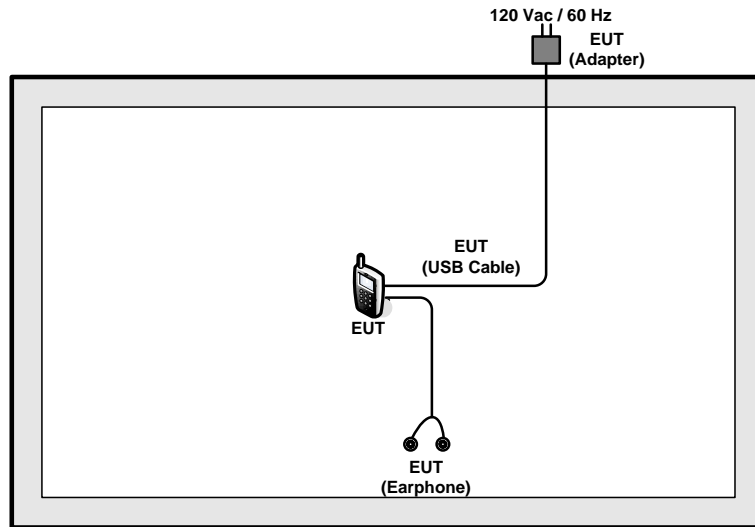 120 Vac / 60 Hz
EUT
(Adapter)
EUT
(USB Cable)
EUT
EUT
(Earphone)